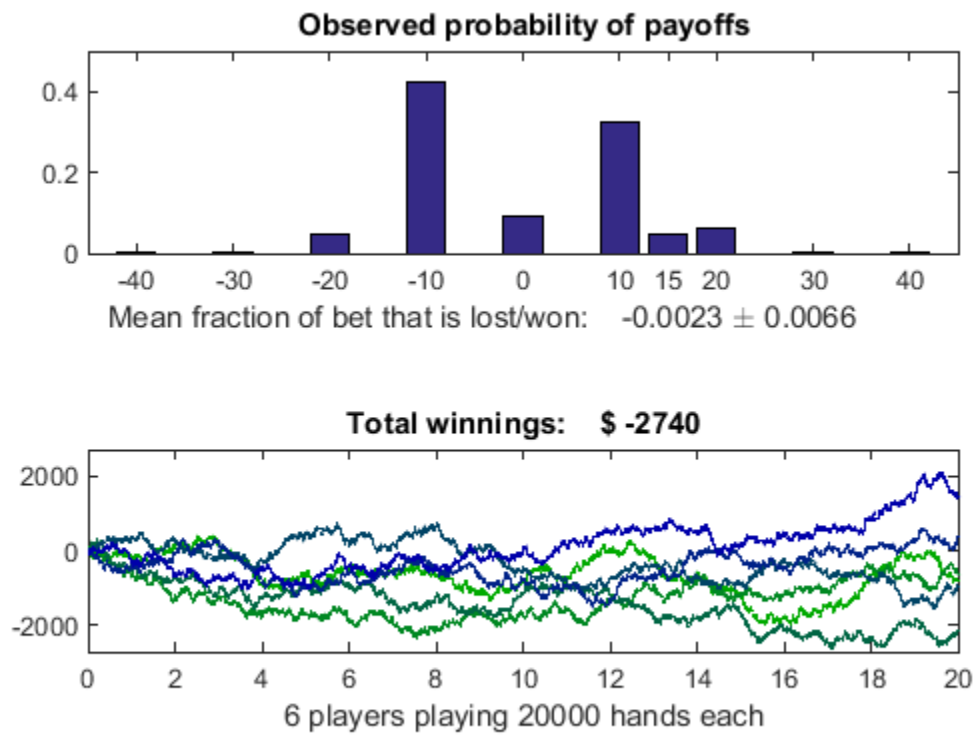 Observed probability of payoffs
0.4
0.2
0
-40 -30 -20 -10 0 10 15 20 30 40
Mean fraction of bet that is lost/won: -0.0023 ± 0.0066
Total winnings: $ -2740
2000
0
-2000
0 2 4 6 8 10 12 14 16 18 20
6 players playing 20000 hands each